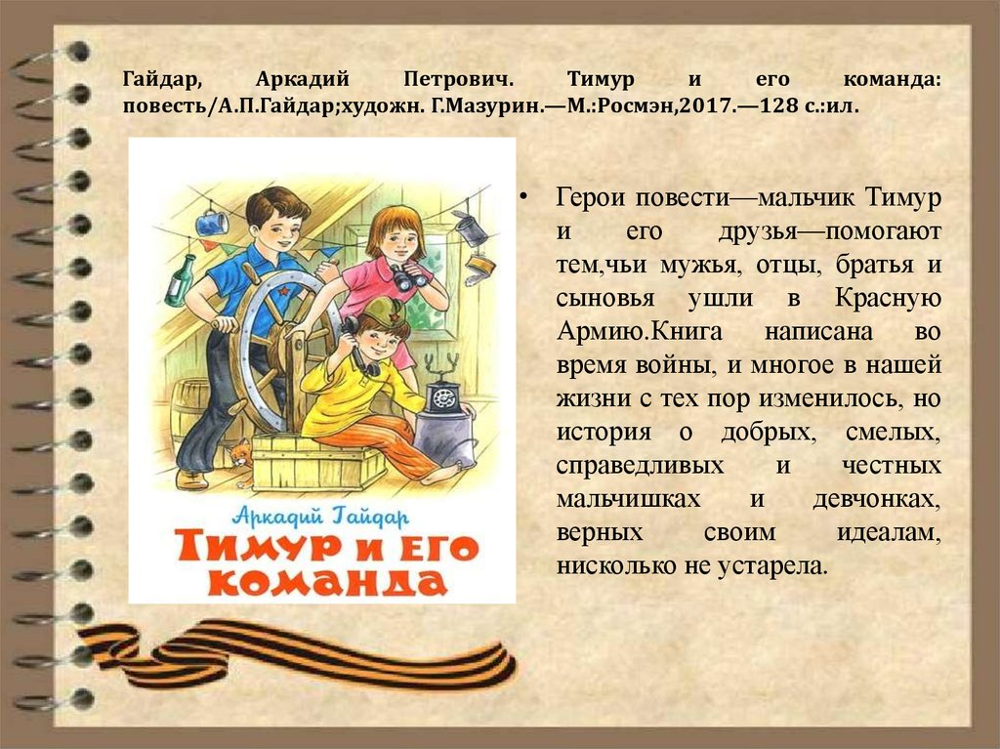 Гайдар, Аркадий Петрович. Тимур и его команда:
повесть/А.П.Гайдар;художн. Г.Мазурин.—М.:Росмэн,2017.—128 с.:ил.
Аркадий Гайдар
Тимур и его
команда
• Герои повести—мальчик Тимур
и его друзья—помогают
тем,чьи мужья, отцы, братья и
сыновья ушли в Красную
Армию.Книга написана во
время войны, и многое в нашей
жизни с тех пор изменилось, но
история о добрых, смелых,
справедливых и честных
мальчишках и девчонках,
верных своим идеалам,
нисколько не устарела.